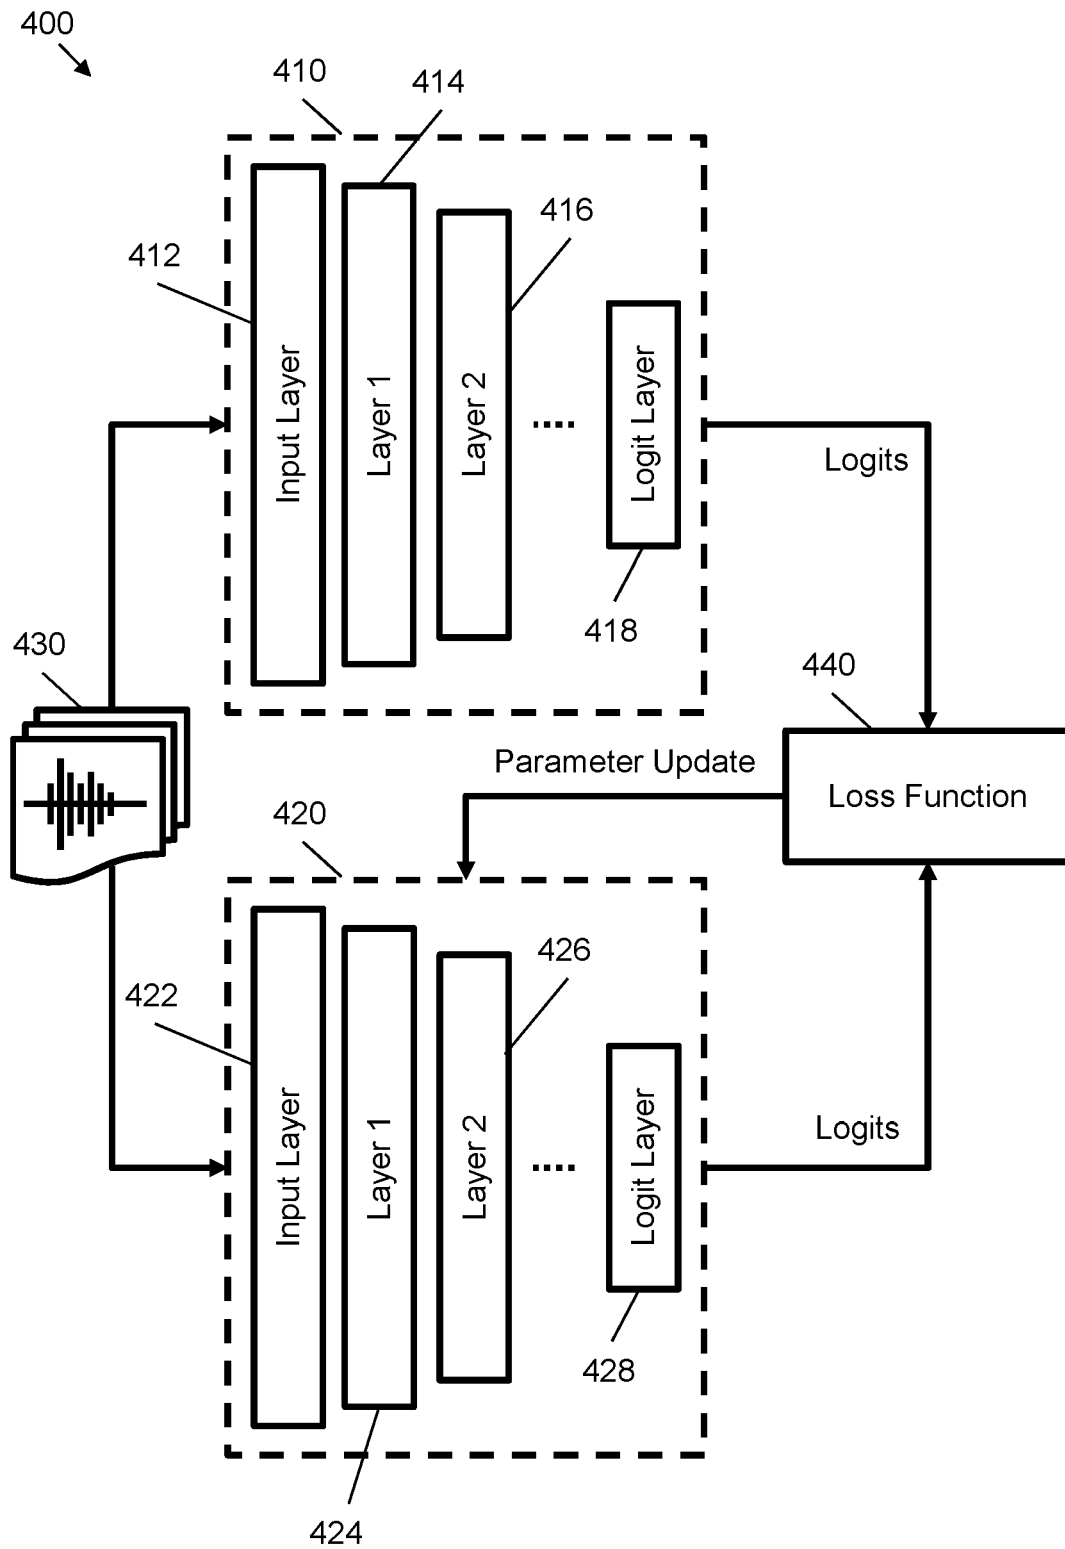 400
410
414
416
412
Input Layer
Layer 1
Layer 2
....
Logit Layer
Logits
418
430
440
Parameter Update
Loss Function
420
426
422
Input Layer
Layer 1
Layer 2
....
Logit Layer
Logits
428
424